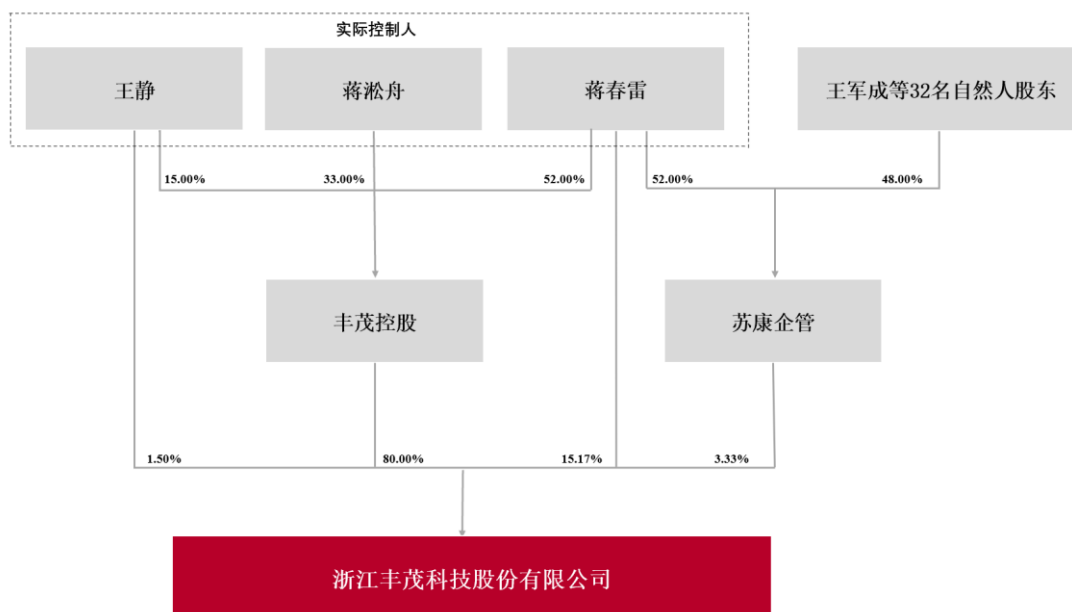 实际控制人
王静
蒋淞舟
蒋春雷
王军成等32名自然人股东
15.00%
33.00%
52.00%
52.00%
48.00%
丰茂控股
苏康企管
1.50%
80.00%
15.17%
3.33%
浙江丰茂科技股份有限公司